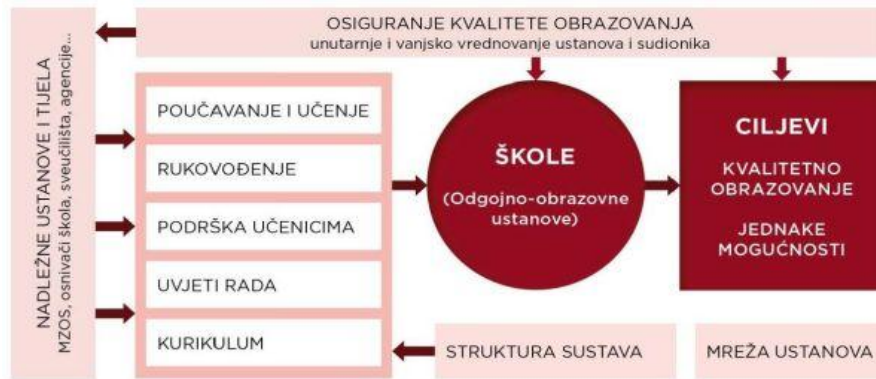 OSIGURANJE KVALITETE OBRAZOVANJA
unutarnje i vanjsko vrednovanje ustanova i sudionika
NADLEŽNE USTANOVE I TIJELA
MZOS, osnivači škola, sveučilišta, agencije...
POUČAVANJE I UČENJE
RUKOVOĐENJE
PODRŠKA UČENICIMA
UVJETI RADA
KURIKULUM
ŠKOLE
(Odgojno-obrazovne
ustanove)
CILJEVI
KVALITETNO
OBRAZOVANJE
JEDNAKE
MOGUĆNOSTI
STRUKTURA SUSTAVA
MREŽA USTANOVA